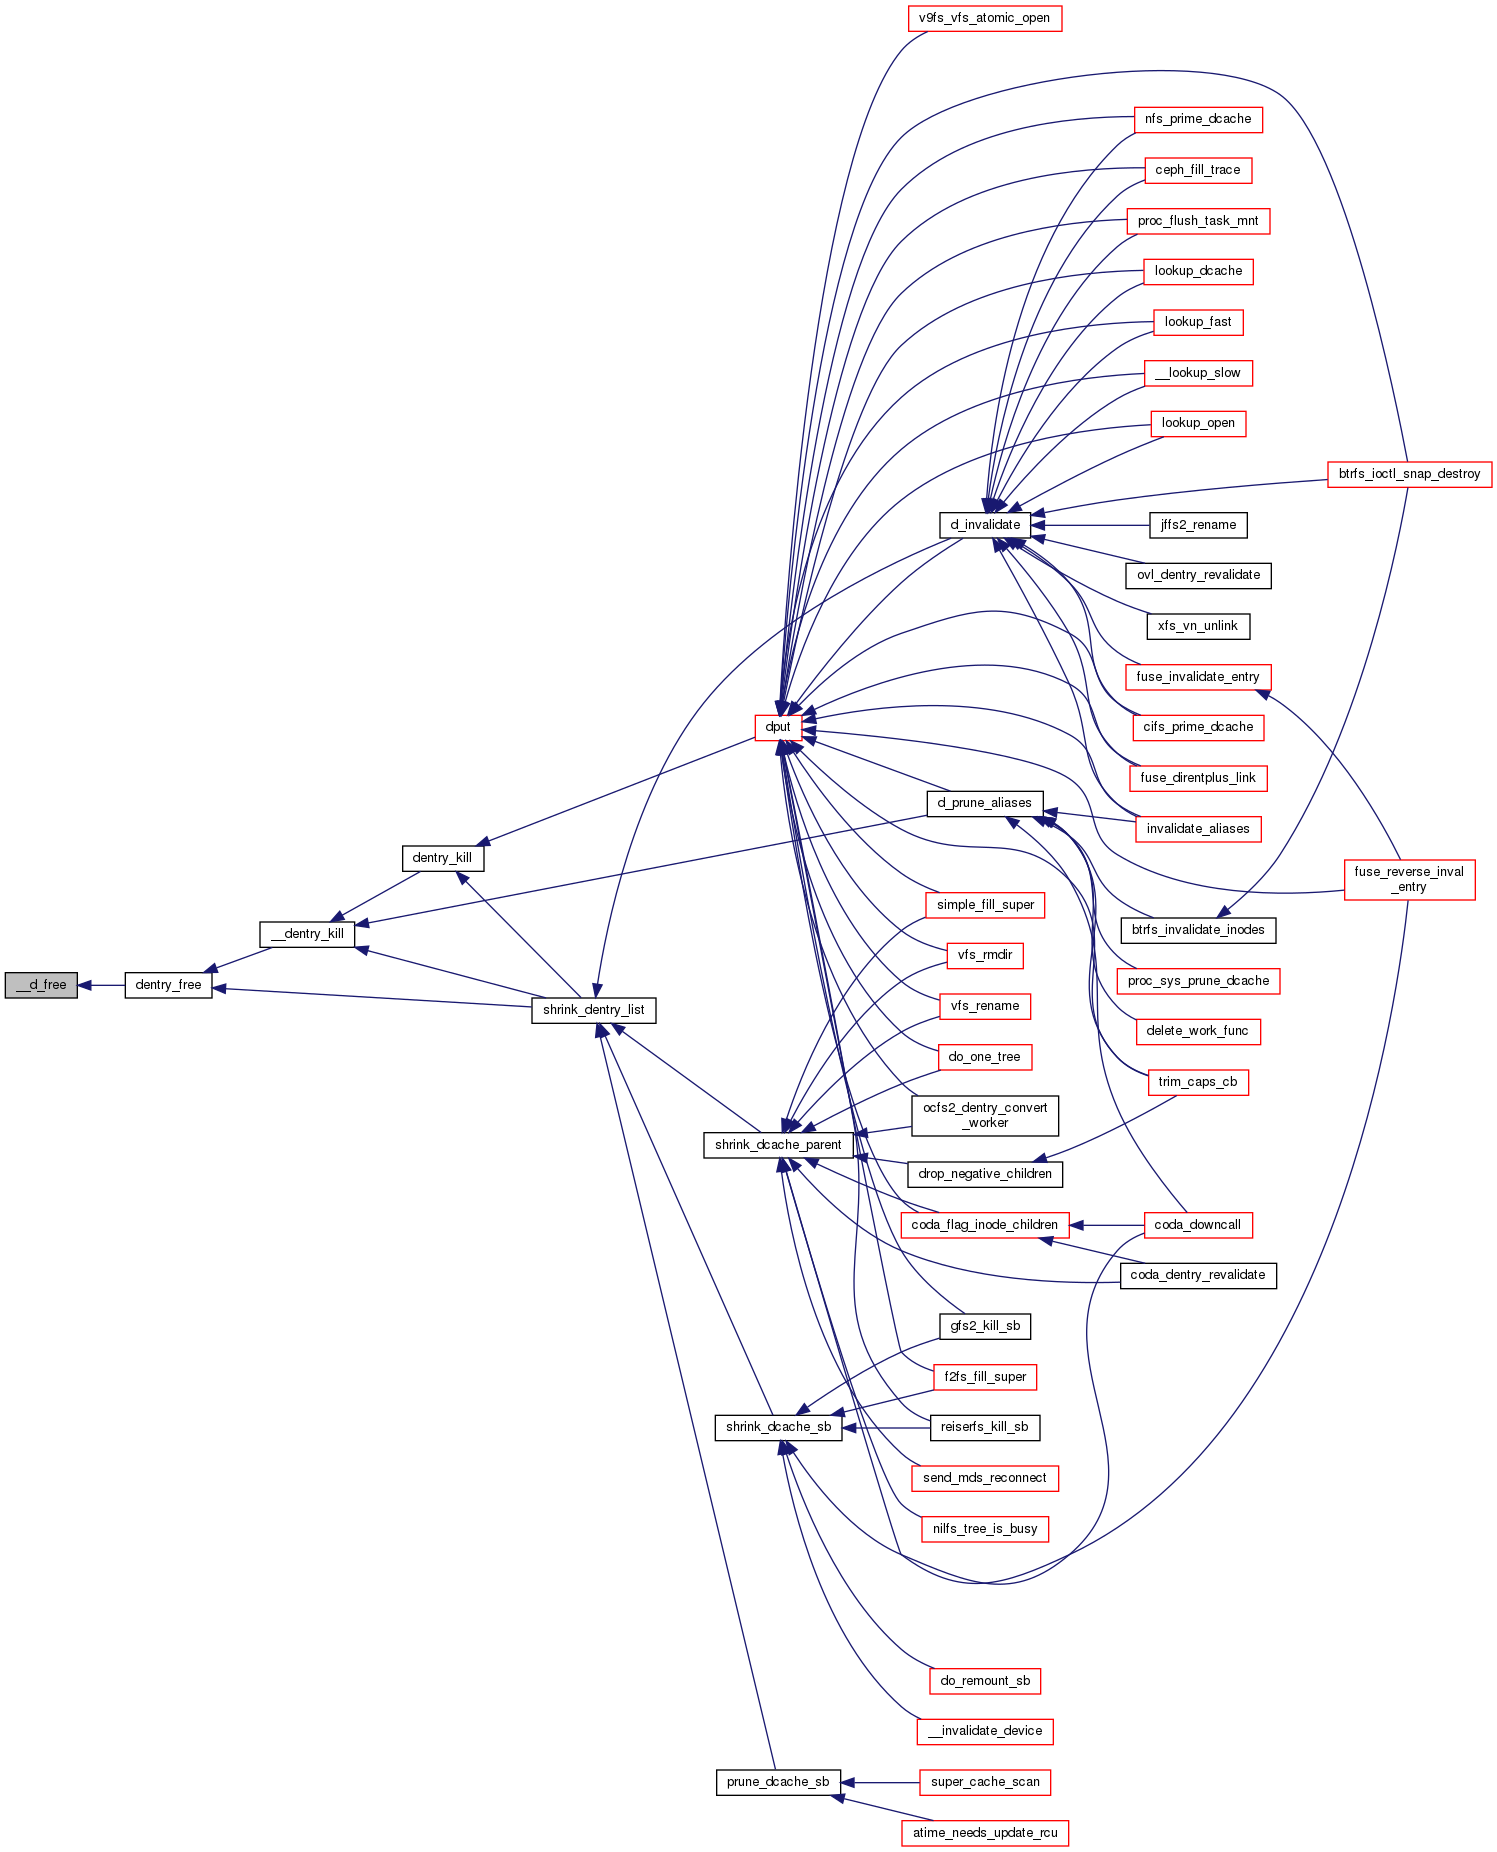 v9fs_vfs_atomic_open
nfs_prime_dcache
ceph_fill_trace
proc_flush_task_mnt
lookup_dcache
lookup_fast
__lookup_slow
lookup_open
btrfs_ioctl_snap_destroy
d_invalidate
jffs2_rename
ovl_dentry_revalidate
xfs_vn_unlink
fuse_invalidate_entry
dput
cifs_prime_dcache
fuse_direntplus_link
d_prune_aliases
invalidate_aliases
dentry_kill
fuse_reverse_inval
_entry
simple_fill_super
__dentry_kill
btrfs_invalidate_inodes
vfs_rmdir
__d_free
dentry_free
proc_sys_prune_dcache
shrink_dentry_list
vfs_rename
delete_work_func
do_one_tree
trim_caps_cb
ocfs2_dentry_convert
_worker
shrink_dcache_parent
drop_negative_children
coda_flag_inode_children
coda_downcall
coda_dentry_revalidate
gfs2_kill_sb
f2fs_fill_super
shrink_dcache_sb
reiserfs_kill_sb
send_mds_reconnect
nilfs_tree_is_busy
do_remount_sb
__invalidate_device
prune_dcache_sb
super_cache_scan
atime_needs_update_rcu